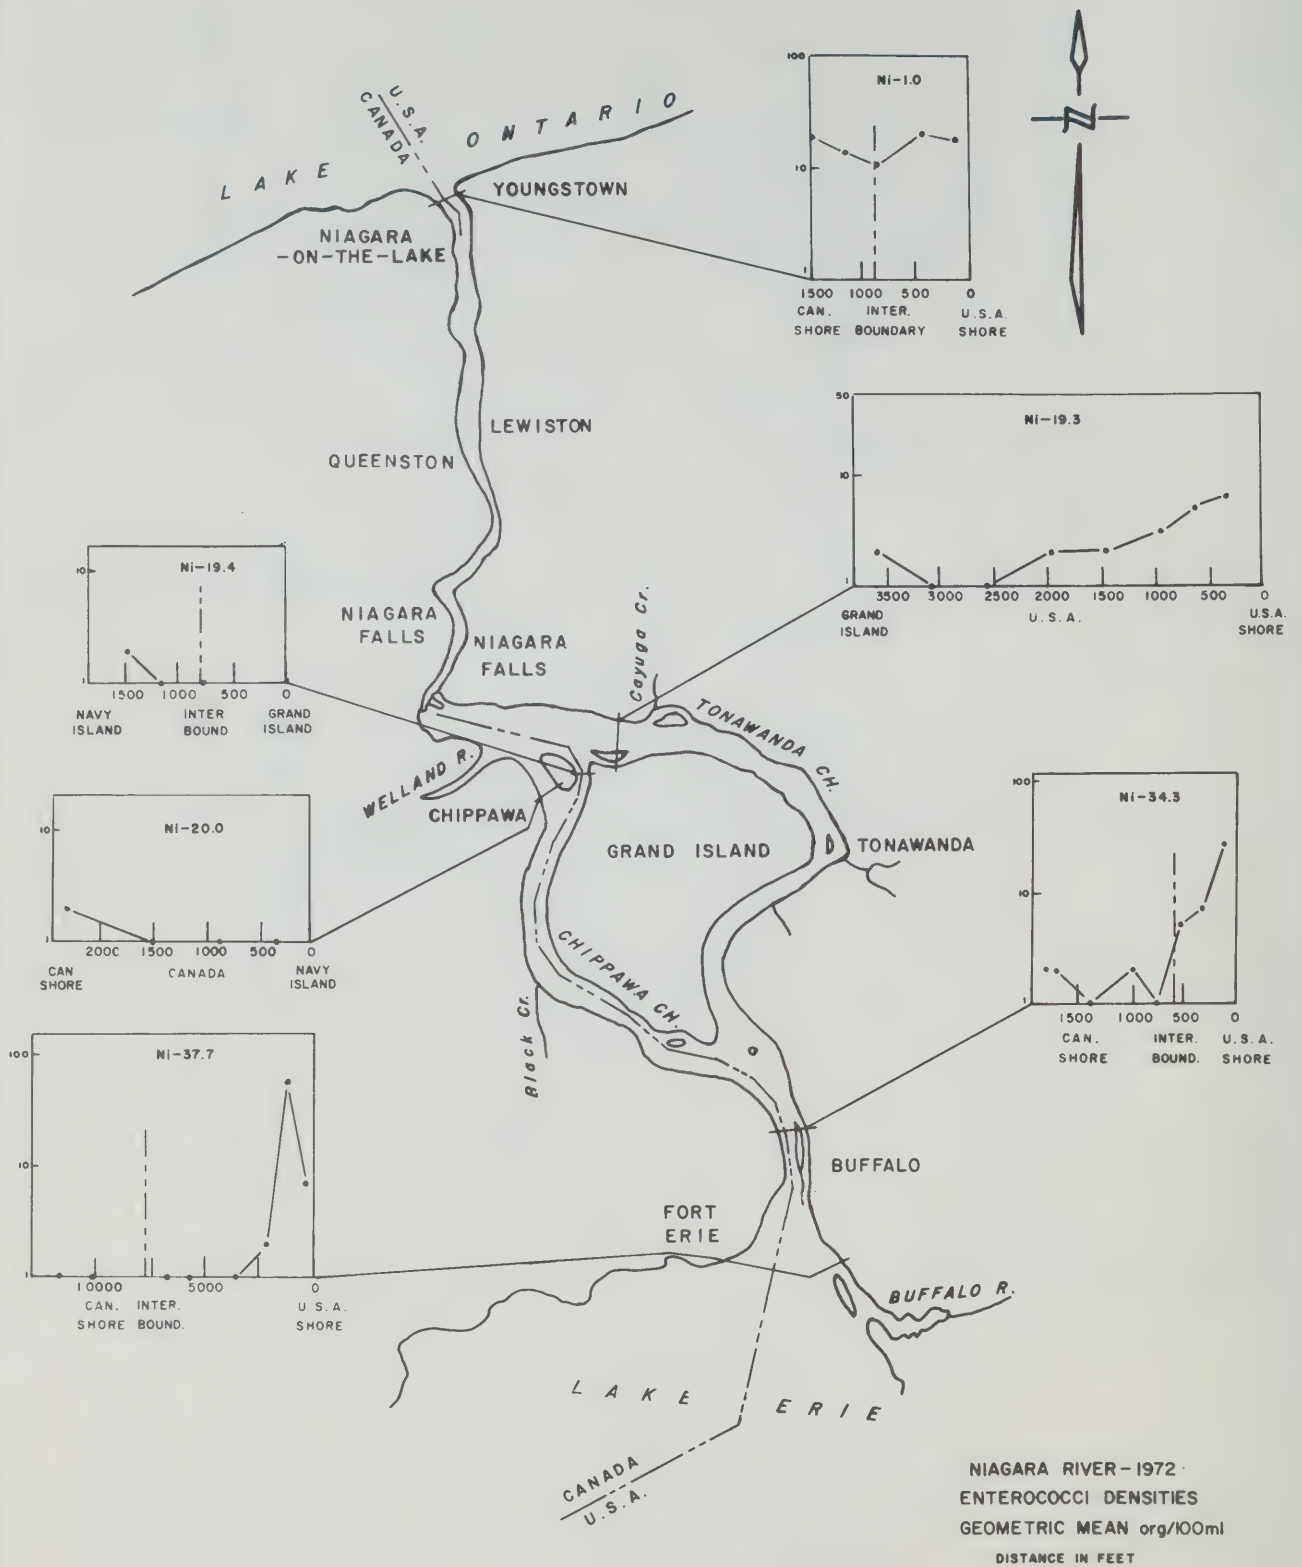 U.S.A.
CANADA
LAKE ONTARIO
YOUNGSTOWN
NIAGARA
-ON-THE-LAKE
LEWISTON
QUEENSTON
NIAGARA
FALLS
NIAGARA
FALLS
Cayuga Cr.
TONAWANDA CH.
WELLAND R.
CHIPPAWA
GRAND ISLAND
TONAWANDA
CHIPPAWA CH.
Black Cr.
BUFFALO
FORT
ERIE
BUFFALO R.
LAKE ERIE
CANADA
U.S.A.
N
100
Ni-1.0
10
1
1500 1000 500 0
CAN. INTER. U.S.A.
SHORE BOUNDARY SHORE
50
Ni-19.3
10
1
3500 3000 2500 2000 1500 1000 500 0
GRAND U.S.A. U.S.A.
ISLAND SHORE
10
Ni-19.4
1
1500 1000 500 0
NAVY INTER GRAND
ISLAND BOUND ISLAND
10
Ni-20.0
1
2000 1500 1000 500 0
CAN CANADA NAVY
SHORE ISLAND
100
Ni-34.3
10
1
1500 1000 500 0
CAN. INTER. U.S.A.
SHORE BOUND. SHORE
100
Ni-37.7
10
1
10000 5000 0
CAN. INTER. U.S.A.
SHORE BOUND. SHORE
NIAGARA RIVER-1972
ENTEROCOCCI DENSITIES
GEOMETRIC MEAN org/100ml
DISTANCE IN FEET